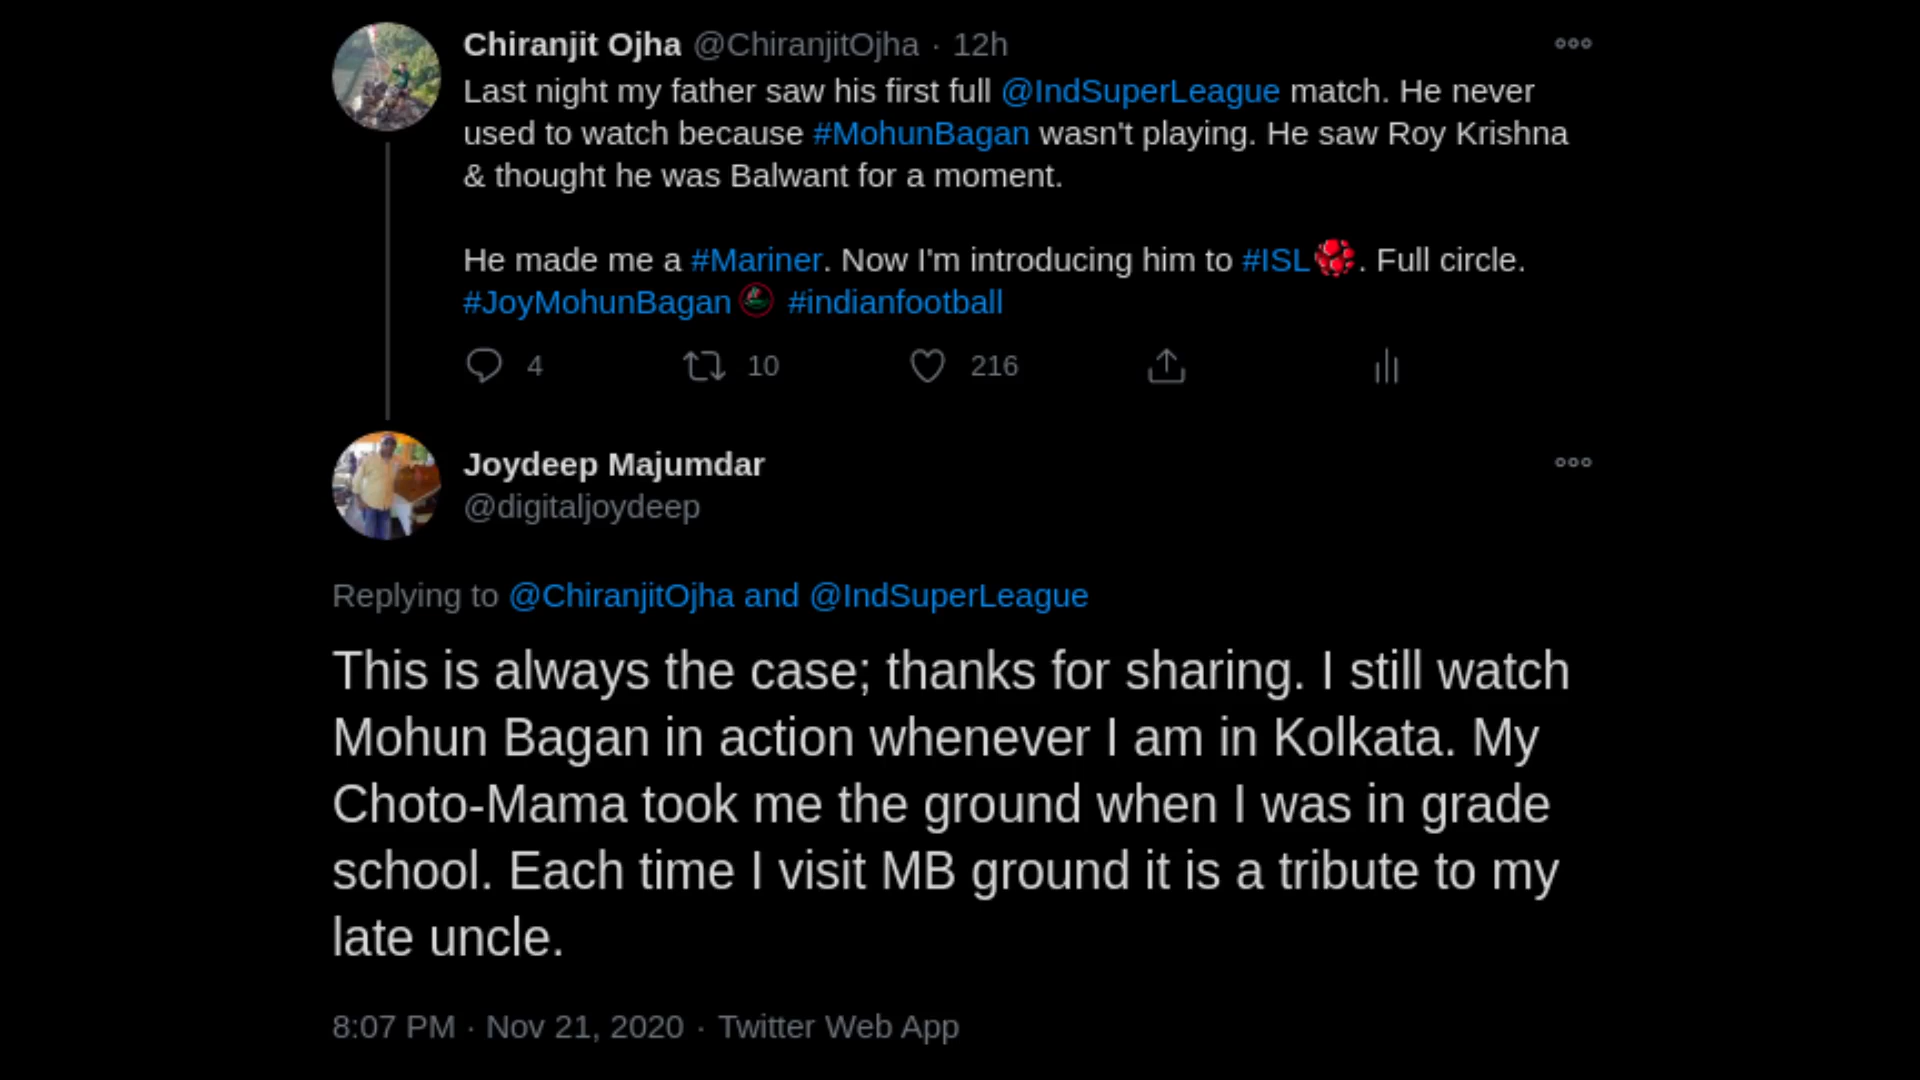 Chiranjit Ojha @ChiranjitOjha · 12h
Last night my father saw his first full @IndSuperLeague match. He never
used to watch because #MohunBagan wasn't playing. He saw Roy Krishna
& thought he was Balwant for a moment.
He made me a #Mariner. Now I'm introducing him to #ISL. Full circle.
#JoyMohunBagan #indianfootball
4 10 216
Joydeep Majumdar
@digitaljoydeep
Replying to @ChiranjitOjha and @IndSuperLeague
This is always the case; thanks for sharing. I still watch
Mohun Bagan in action whenever I am in Kolkata. My
Choto-Mama took me the ground when I was in grade
school. Each time I visit MB ground it is a tribute to my
late uncle.
8:07 PM · Nov 21, 2020 · Twitter Web App